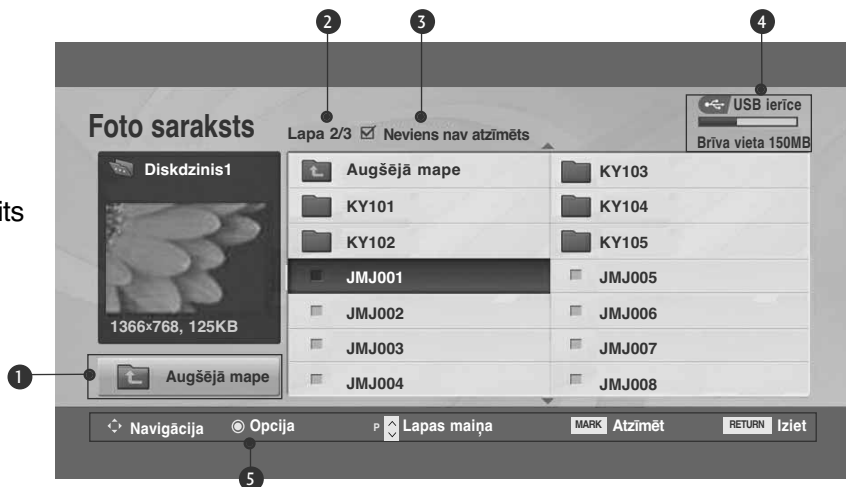 2 3 4
USB ierīce
Foto saraksts Lapa 2/3 Neviens nav atzīmēts
Brīva vieta 150MB
Diskdzinis1 Augšējā mape KY103
its
KY101 KY104
KY102 KY105
JMJ001 JMJ005
JMJ002 JMJ006
1366x768, 125KB
JMJ003 JMJ007
1 Augšējā mape JMJ004 JMJ008
Navigācija Opcija P Lapas maiņa MARK Atzīmēt RETURN Iziet
5